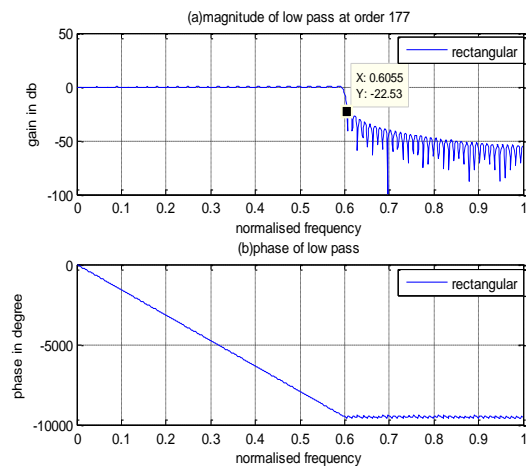 (a)magnitude of low pass at order 177
50
0
-50
-100
gain in db
rectangular
X: 0.6055
Y: -22.53
0 0.1 0.2 0.3 0.4 0.5 0.6 0.7 0.8 0.9 1
normalised frequency
(b)phase of low pass
0
-5000
-10000
phase in degree
rectangular
0 0.1 0.2 0.3 0.4 0.5 0.6 0.7 0.8 0.9 1
normalised frequency